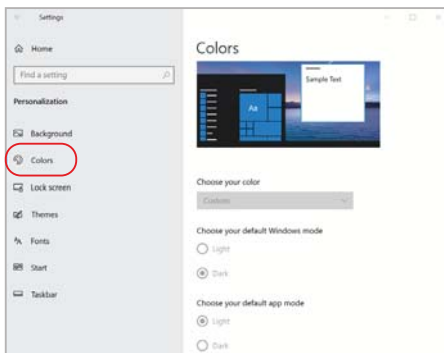 Settings
Home
Find a setting
Personalization
Background
Colors
Lock screen
Themes
Fonts
Start
Taskbar
Colors
Sample Text
Aa
Choose your color
Custom
Choose your default Windows mode
Light
Dark
Choose your default app mode
Light
Dark